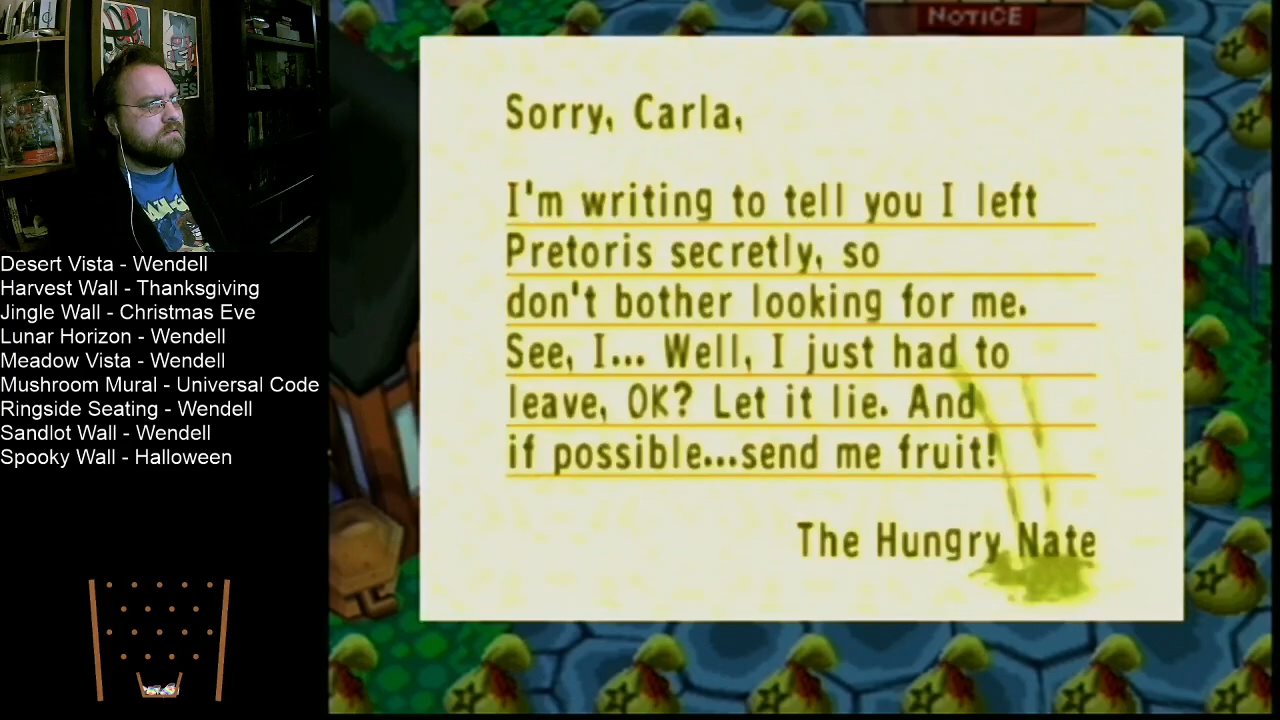 NOTICE
Sorry, Carla,
I'm writing to tell you I left
Pretoris secretly, so
don't bother looking for me.
See, I... Well, I just had to
leave, OK? Let it lie. And
if possible...send me fruit!
The Hungry Nate
Desert Vista - Wendell
Harvest Wall - Thanksgiving
Jingle Wall - Christmas Eve
Lunar Horizon - Wendell
Meadow Vista - Wendell
Mushroom Mural - Universal Code
Ringside Seating - Wendell
Sandlot Wall - Wendell
Spooky Wall - Halloween